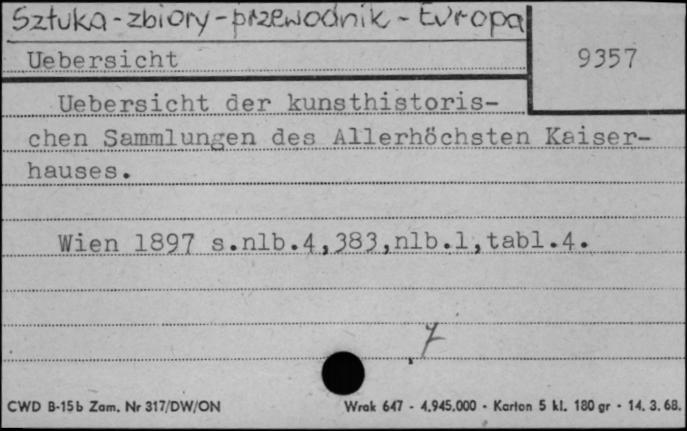 Sztuka-zbiory-przewodnik-Europa
Uebersicht
9357
Uebersicht der kunsthistoris-
chen Sammlungen des Allerhöchsten Kaiser-
hauses.
Wien 1897 s.nlb.4,383,nlb.1,tabl.4.
7
CWD B-15b Zam. Nr 317/DW/ON
Wrak 647 - 4.945.000 - Karton 5 kl. 180 gr - 14. 3. 68.